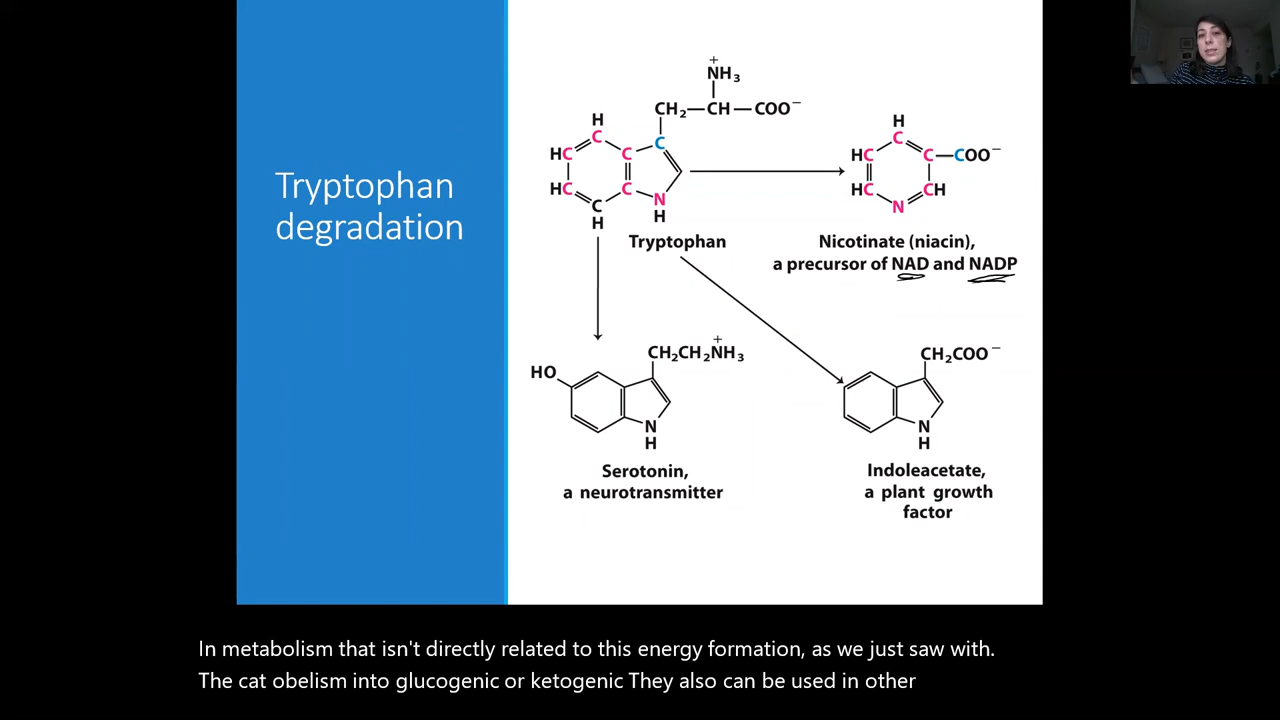 Tryptophan
degradation
+
NH3
CH2—CH—COO−
H
C
HC
C
C
HC
C
C
N
H
H
Tryptophan
H
C
HC
C—COO−
HC
CH
N
Nicotinate (niacin),
a precursor of NAD and NADP
+
CH2CH2NH3
HO
N
H
Serotonin,
a neurotransmitter
CH2COO−
N
H
Indoleacetate,
a plant growth
factor
In metabolism that isn't directly related to this energy formation, as we just saw with.
The cat obelism into glucogenic or ketogenic They also can be used in other